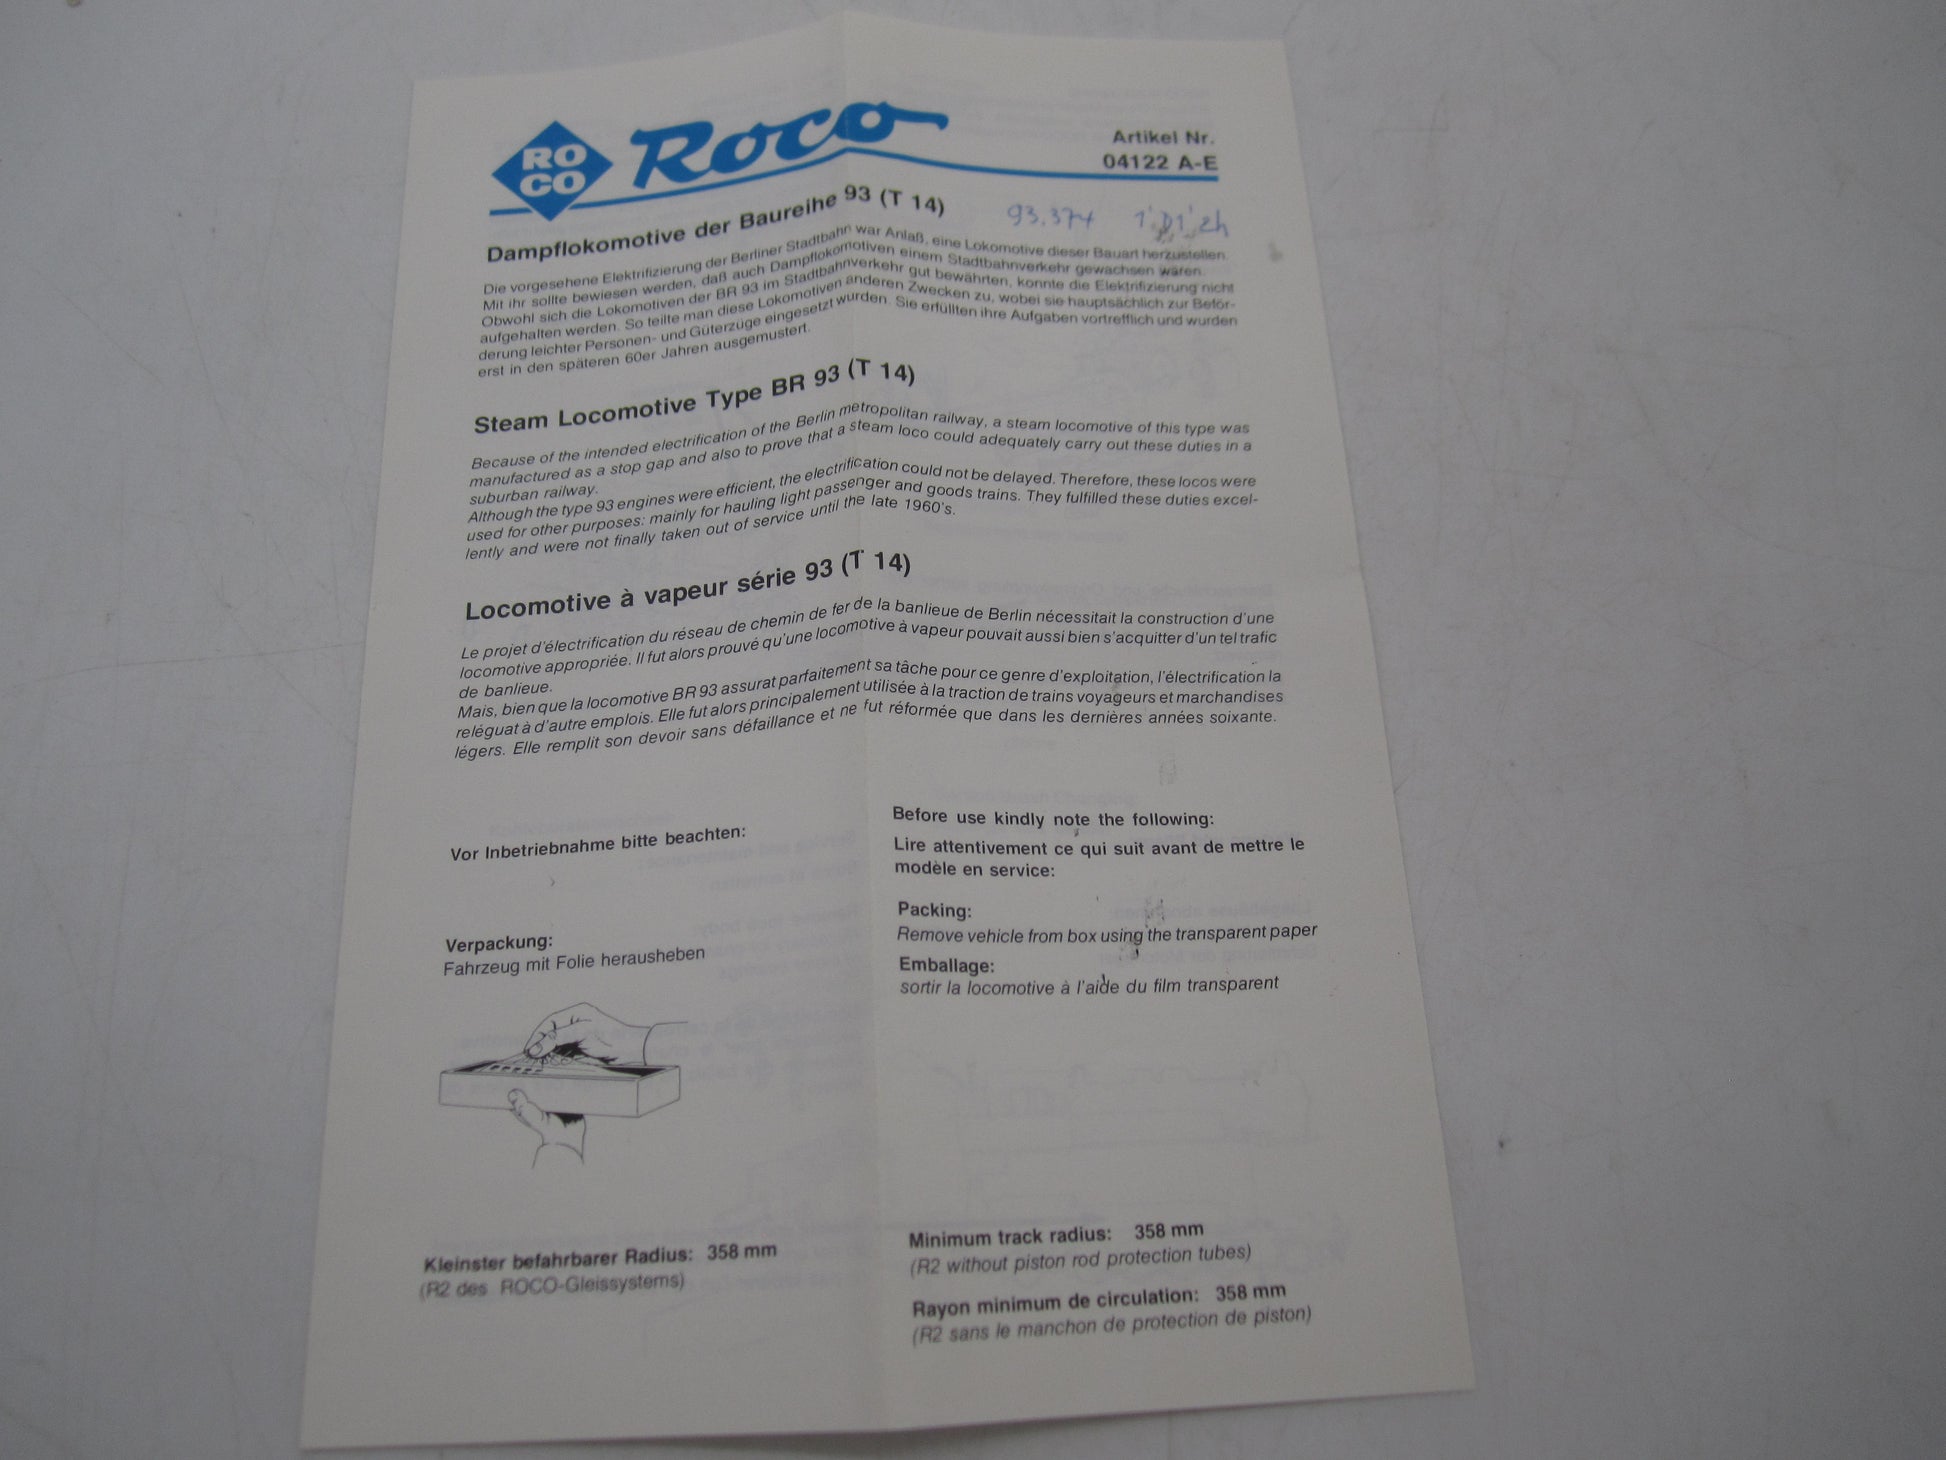 RO
CO
Roco
Artikel Nr.
04122 A-E
Dampflokomotive der Baureihe 93 (T 14)
93.374 1'D1'2h
Die vorgesehene Elektrifizierung der Berliner Stadtbahn war Anlaß, eine Lokomotive dieser Bauart herzustellen.
Mit ihr sollte bewiesen werden, daß auch Dampflokomotiven einem Stadtbahnverkehr gewachsen wären.
Obwohl sich die Lokomotiven der BR 93 im Stadtbahnverkehr gut bewährten, konnte die Elektrifizierung nicht
aufgehalten werden. So teilte man diese Lokomotiven anderen Zwecken zu, wobei sie hauptsächlich zur Beför-
derung leichter Personen- und Güterzüge eingesetzt wurden. Sie erfüllten ihre Aufgaben vortrefflich und wurden
erst in den späteren 60er Jahren ausgemustert.
Steam Locomotive Type BR 93 (T 14)
Because of the intended electrification of the Berlin metropolitan railway, a steam locomotive of this type was
manufactured as a stop gap and also to prove that a steam loco could adequately carry out these duties in a
suburban railway.
Although the type 93 engines were efficient, the electrification could not be delayed. Therefore, these locos were
used for other purposes: mainly for hauling light passenger and goods trains. They fulfilled these duties excel-
lently and were not finally taken out of service until the late 1960's.
Locomotive à vapeur série 93 (T 14)
Le projet d'électrification du réseau de chemin de fer de la banlieue de Berlin nécessitait la construction d'une
locomotive appropriée. Il fut alors prouvé qu'une locomotive à vapeur pouvait aussi bien s'acquitter d'un tel trafic
de banlieue.
Mais, bien que la locomotive BR 93 assurat parfaitement sa tâche pour ce genre d'exploitation, l'électrification la
reléguat à d'autre emplois. Elle fut alors principalement utilisée à la traction de trains voyageurs et marchandises
légers. Elle remplit son devoir sans défaillance et ne fut réformée que dans les dernières années soixante.
Vor Inbetriebnahme bitte beachten:
Verpackung:
Fahrzeug mit Folie herausheben
Kleinster befahrbarer Radius: 358 mm
(R2 des ROCO-Gleissystems)
Before use kindly note the following:
Lire attentivement ce qui suit avant de mettre le
modèle en service:
Packing:
Remove vehicle from box using the transparent paper
Emballage:
sortir la locomotive à l'aide du film transparent
Minimum track radius: 358 mm
(R2 without piston rod protection tubes)
Rayon minimum de circulation: 358 mm
(R2 sans le manchon de protection de piston)